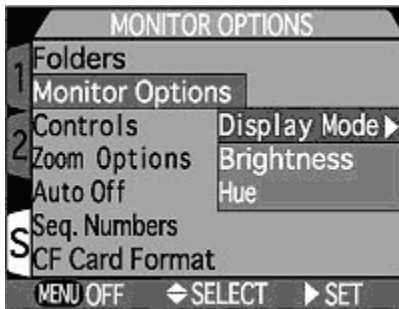 MONITOR OPTIONS
1
Folders
Monitor Options
2
Controls
Display Mode
Zoom Options
Brightness
Auto Off
Hue
S
Seq. Numbers
CF Card Format
MENU OFF SELECT SET